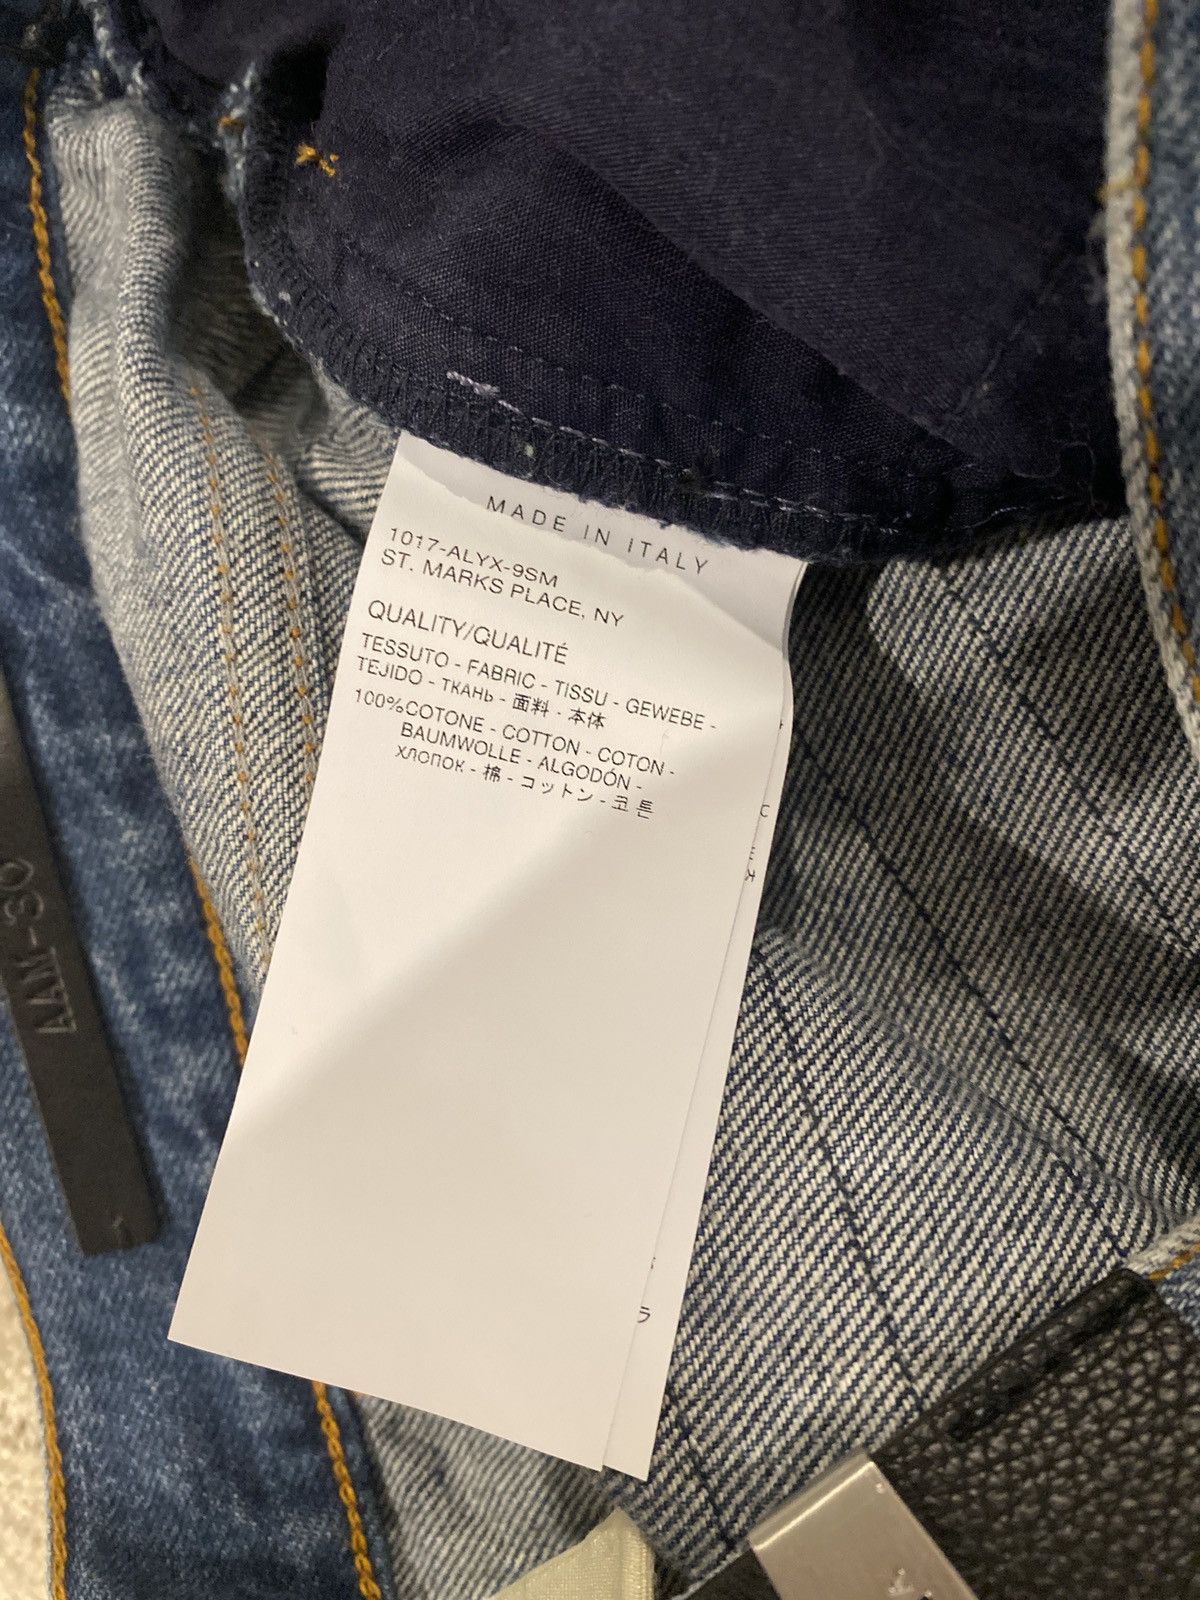 MADE IN ITALY
1017-ALYX-9SM
ST. MARKS PLACE, NY
QUALITY/QUALITÉ
TESSUTO - FABRIC - TISSU - GEWEBE -
TEJIDO - ТКАНЬ - 面料 - 本体
100%COTONE - COTTON - COTON -
BAUMWOLLE - ALGODÓN -
ХЛОПОК - 棉 - コットン - 코튼